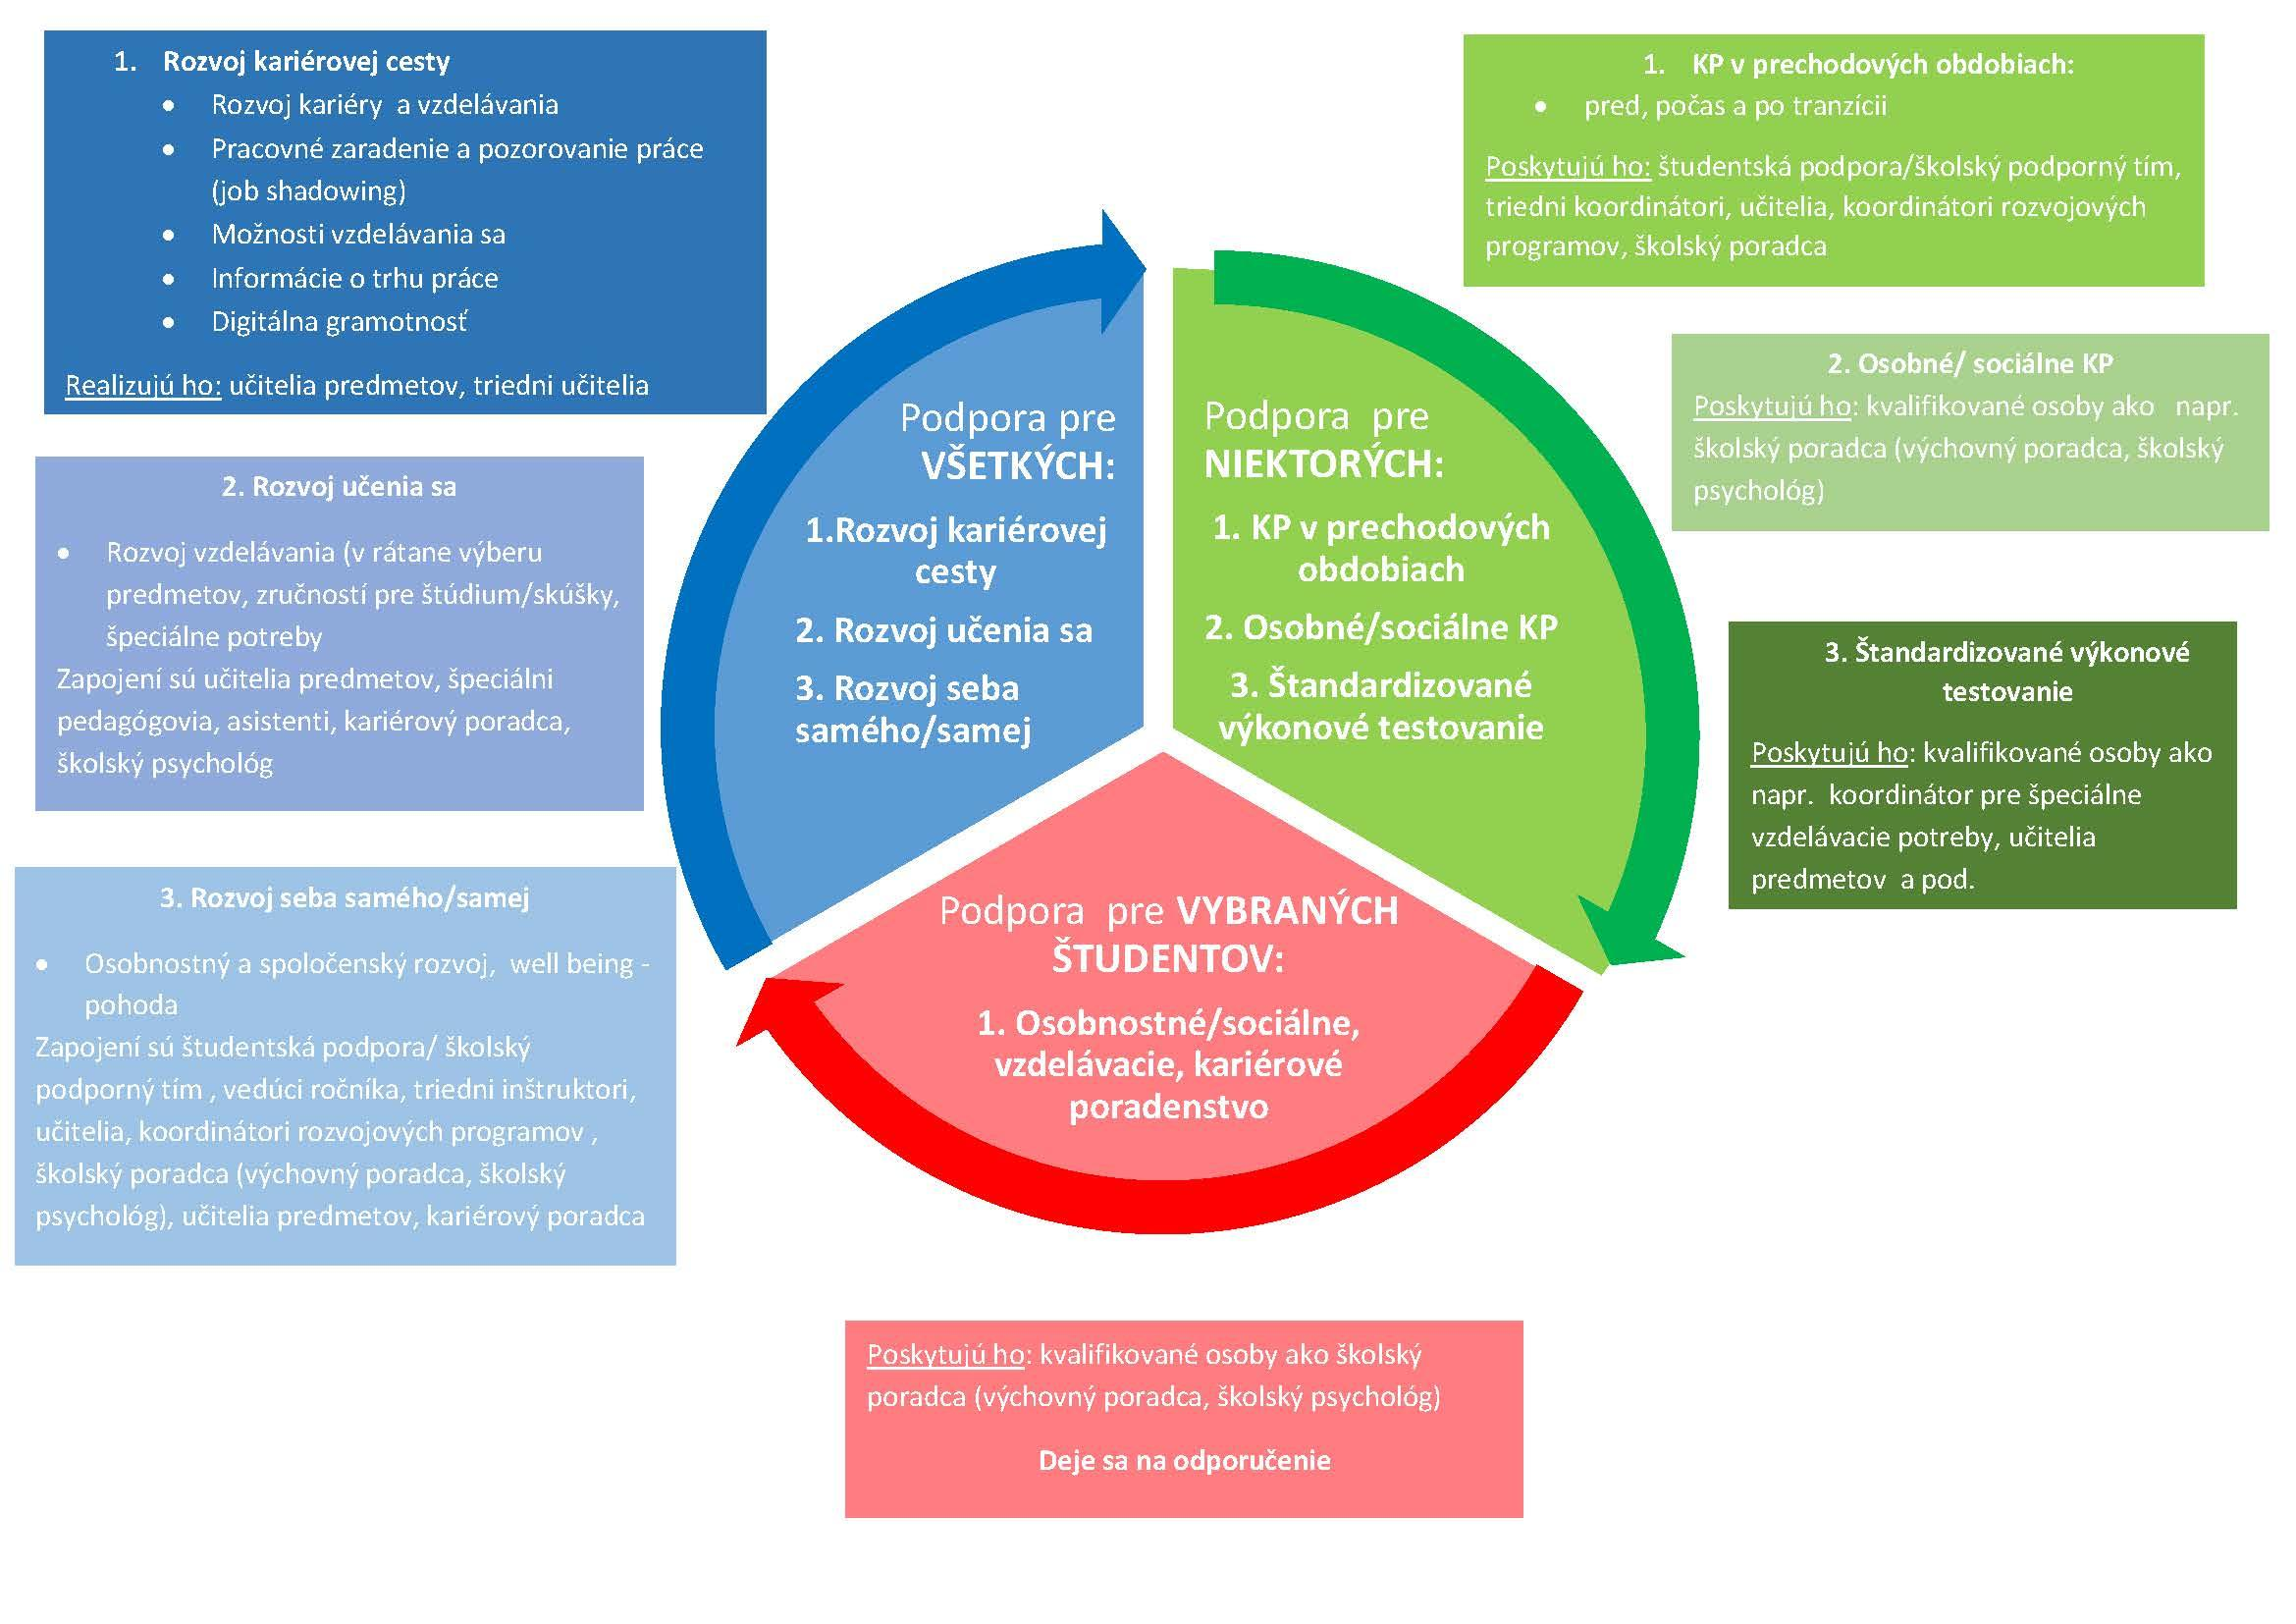 1. Rozvoj kariérovej cesty
• Rozvoj kariéry a vzdelávania
• Pracovné zaradenie a pozorovanie práce
(job shadowing)
• Možnosti vzdelávania sa
• Informácie o trhu práce
• Digitálna gramotnosť
Realizujú ho: učitelia predmetov, triedni učitelia
2. Rozvoj učenia sa
• Rozvoj vzdelávania (v rátane výberu
predmetov, zručností pre štúdium/skúšky,
špeciálne potreby
Zapojení sú učitelia predmetov, špeciálni
pedagógovia, asistenti, kariérový poradca,
školský psychológ
3. Rozvoj seba samého/samej
• Osobnostný a spoločenský rozvoj, well being -
pohoda
Zapojení sú študentská podpora/ školský
podporný tím , vedúci ročníka, triedni inštruktori,
učitelia, koordinátori rozvojových programov ,
školský poradca (výchovný poradca, školský
psychológ), učitelia predmetov, kariérový poradca
Podpora pre
VŠETKÝCH:
1.Rozvoj kariérovej
cesty
2. Rozvoj učenia sa
3. Rozvoj seba
samého/samej
Podpora pre
NIEKTORÝCH:
1. KP v prechodových
obdobiach
2. Osobné/sociálne KP
3. Štandardizované
výkonové testovanie
Podpora pre VYBRANÝCH
ŠTUDENTOV:
1. Osobnostné/sociálne,
vzdelávacie, kariérové
poradenstvo
1. KP v prechodových obdobiach:
• pred, počas a po tranzícii
Poskytujú ho: študentská podpora/školský podporný tím,
triedni koordinátori, učitelia, koordinátori rozvojových
programov, školský poradca
2. Osobné/ sociálne KP
Poskytujú ho: kvalifikované osoby ako napr.
školský poradca (výchovný poradca, školský
psychológ)
3. Štandardizované výkonové
testovanie
Poskytujú ho: kvalifikované osoby ako
napr. koordinátor pre špeciálne
vzdelávacie potreby, učitelia
predmetov a pod.
Poskytujú ho: kvalifikované osoby ako školský
poradca (výchovný poradca, školský psychológ)
Deje sa na odporučenie